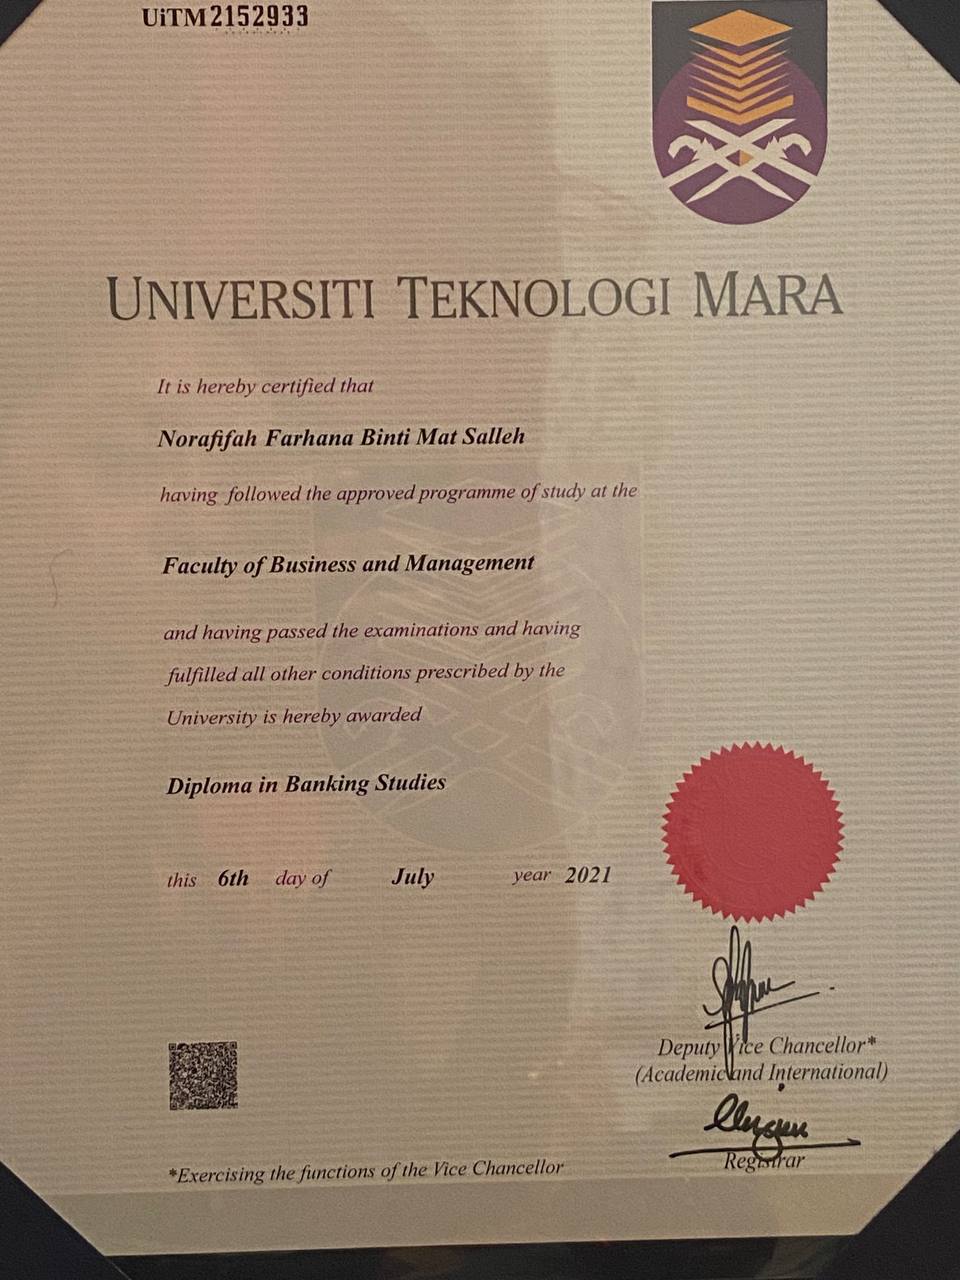 UiTM2152933
UNIVERSITI TEKNOLOGI MARA
It is hereby certified that
Norafifah Farhana Binti Mat Salleh
having followed the approved programme of study at the
Faculty of Business and Management
and having passed the examinations and having
fulfilled all other conditions prescribed by the
University is hereby awarded
Diploma in Banking Studies
this 6th day of July year 2021
Deputy Vice Chancellor*
(Academic and International)
Registrar
*Exercising the functions of the Vice Chancellor